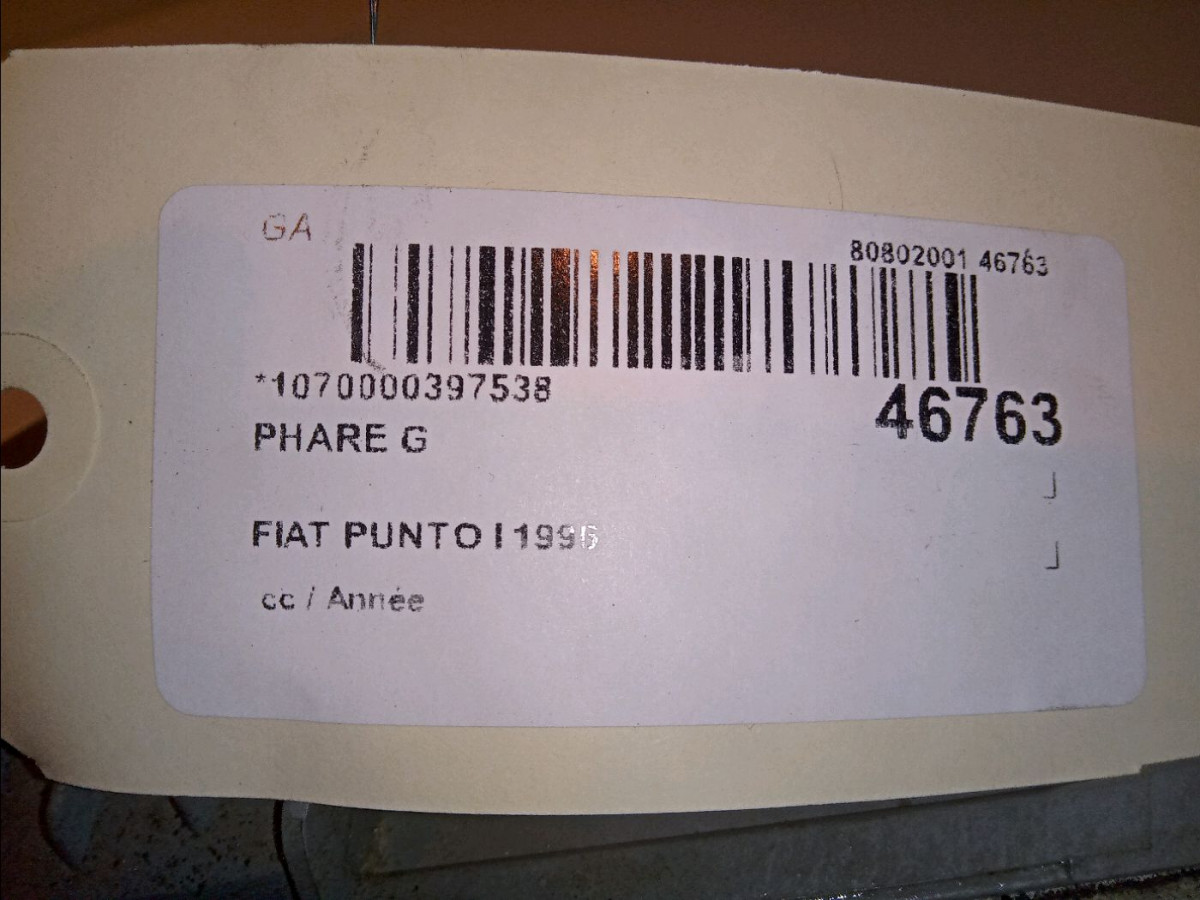 GA
80802001 46763
*1070000397538
46763
PHARE G
FIAT PUNTO I 1996
cc / Année